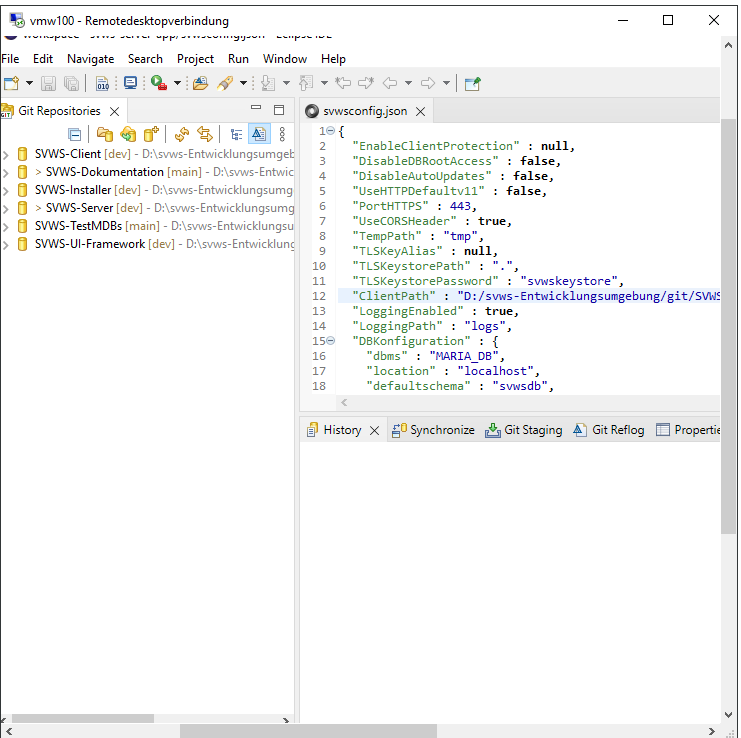 vmw100 - Remotedesktopverbindung
workspace - svws-server-app/svwsconfig.json - Eclipse IDE
File Edit Navigate Search Project Run Window Help
Git Repositories
SVWS-Client [dev] - D:\svws-Entwicklungsumgeb
> SVWS-Dokumentation [main] - D:\svws-Entwic
SVWS-Installer [dev] - D:\svws-Entwicklungsumg
> SVWS-Server [dev] - D:\svws-Entwicklungsumg
SVWS-TestMDBs [main] - D:\svws-Entwicklungs
SVWS-UI-Framework [dev] - D:\svws-Entwicklung
svwsconfig.json
1 {
2 "EnableClientProtection" : null,
3 "DisableDBRootAccess" : false,
4 "DisableAutoUpdates" : false,
5 "UseHTTPDefaultv11" : false,
6 "PortHTTPS" : 443,
7 "UseCORSHeader" : true,
8 "TempPath" : "tmp",
9 "TLSKeyAlias" : null,
10 "TLSKeystorePath" : ".",
11 "TLSKeystorePassword" : "svwskeystore",
12 "ClientPath" : "D:/svws-Entwicklungsumgebung/git/SVWS
13 "LoggingEnabled" : true,
14 "LoggingPath" : "logs",
15 "DBKonfiguration" : {
16 "dbms" : "MARIA_DB",
17 "location" : "localhost",
18 "defaultschema" : "svwsdb",
History Synchronize Git Staging Git Reflog Propertie